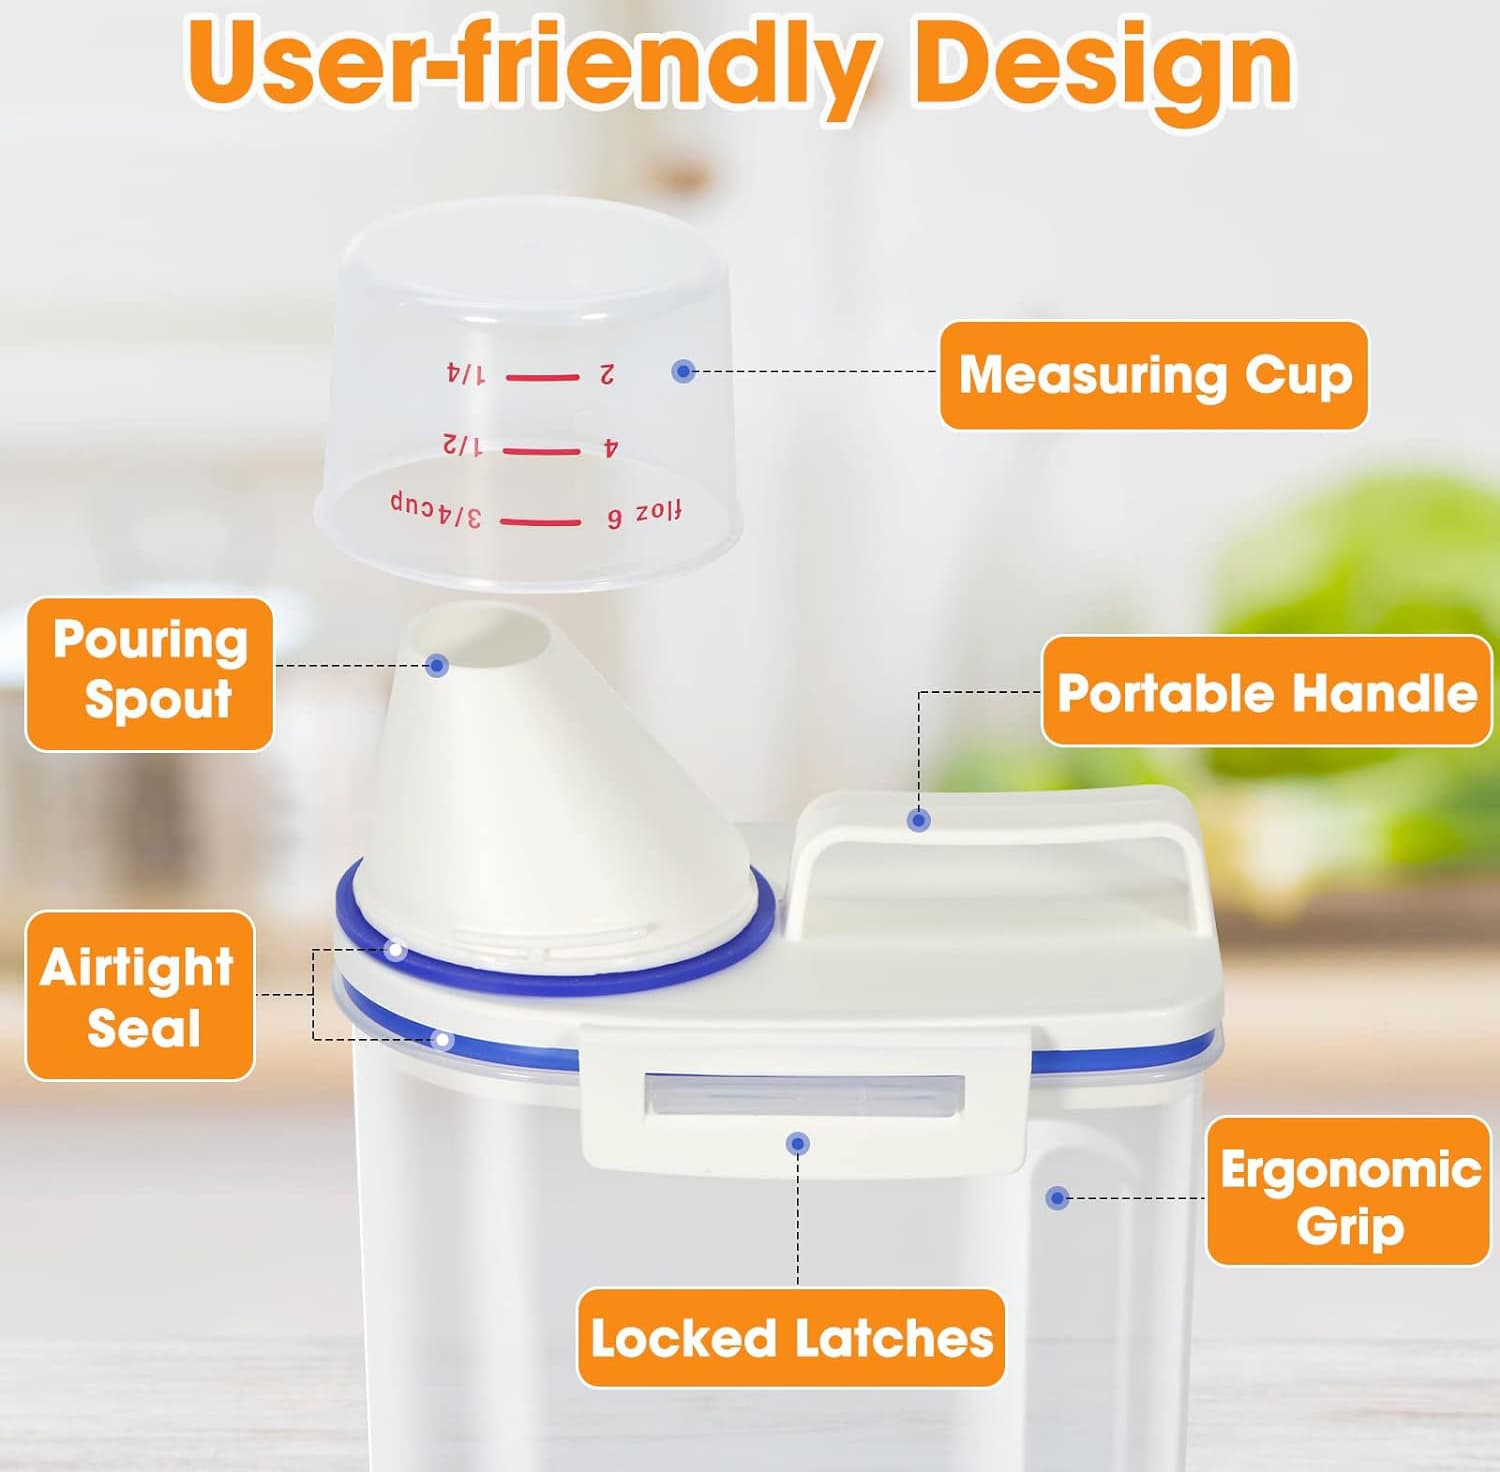 User-friendly Design
1/4 2
Measuring Cup
1/2 4
3/4cup 6 floz
Pouring
Spout
Portable Handle
Airtight
Seal
Ergonomic
Grip
Locked Latches